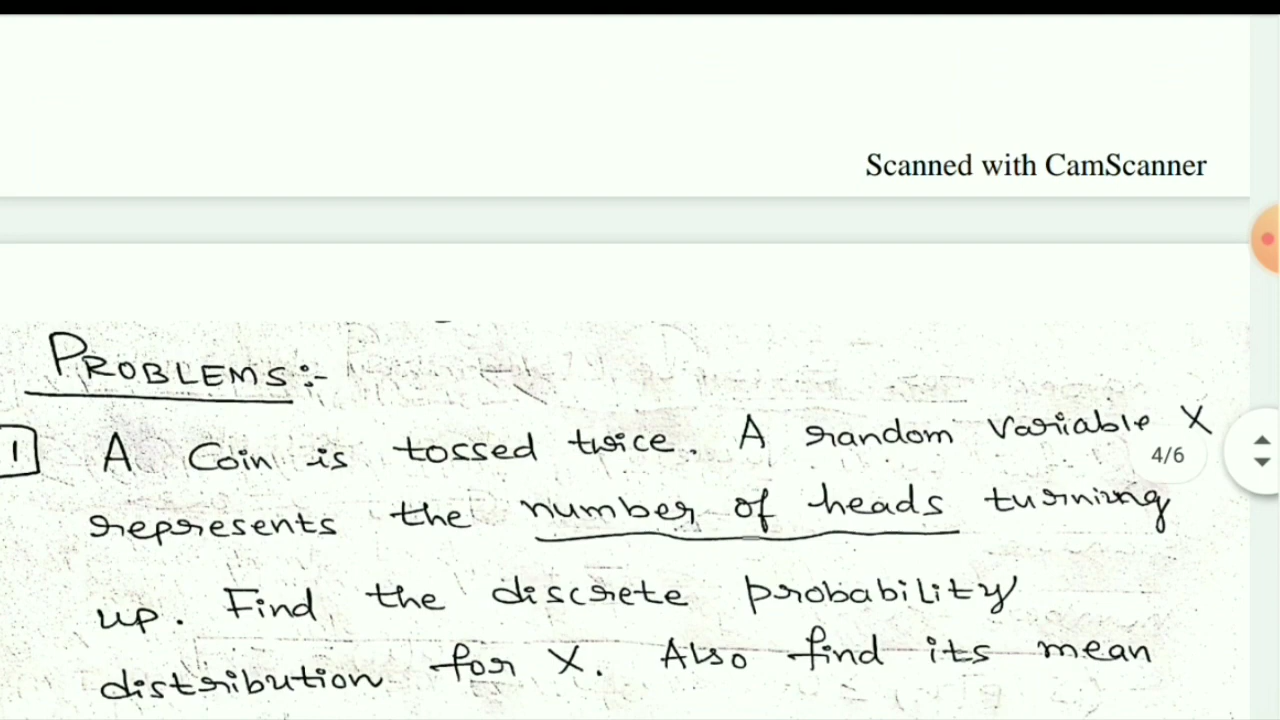 Scanned with CamScanner
PROBLEMS:-
1 A Coin is tossed twice. A random variable X
4/6
represents the number of heads turning
up. Find the discrete probability
distribution for X. Also find its mean